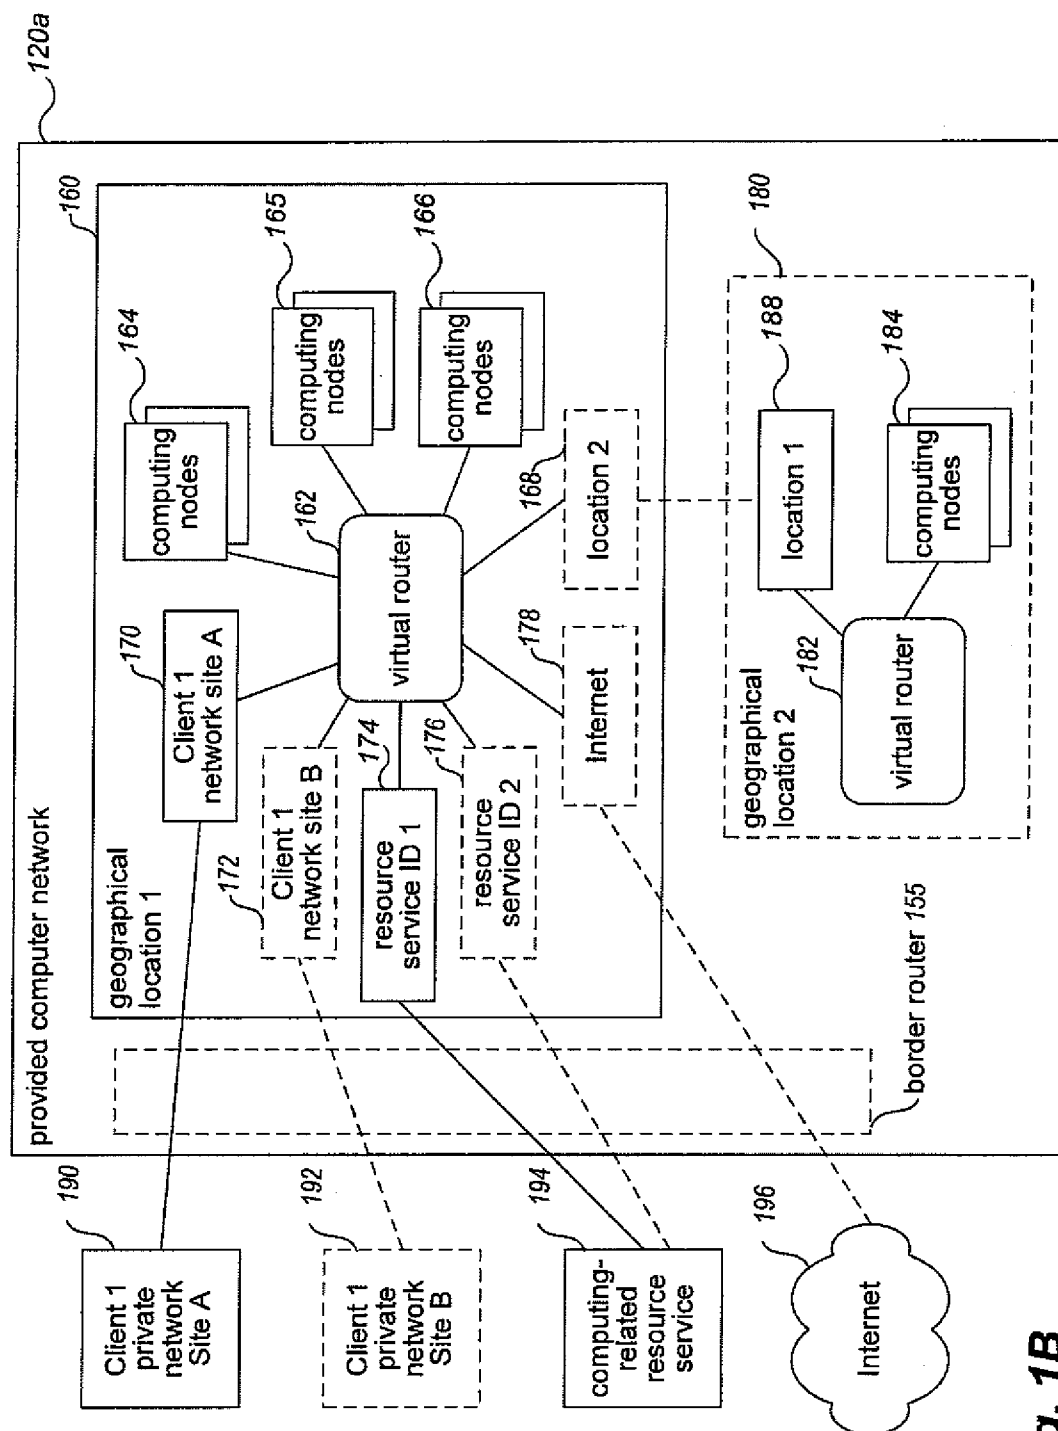 120a
provided computer network
160
geographical
location 1
164
computing
nodes
165
computing
nodes
166
computing
nodes
162
virtual router
170
Client 1
network site A
172
Client 1
network site B
174
resource
service ID 1
176
resource
service ID 2
178
Internet
168
location 2
180
geographical
location 2
188
location 1
184
computing
nodes
182
virtual router
border router 155
190
Client 1
private
network
Site A
192
Client 1
private
network
Site B
194
computing-
related
resource
service
196
Internet
1B